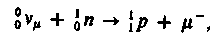 ⁰₀ν_μ + ¹₀n → ¹₁p + μ⁻,